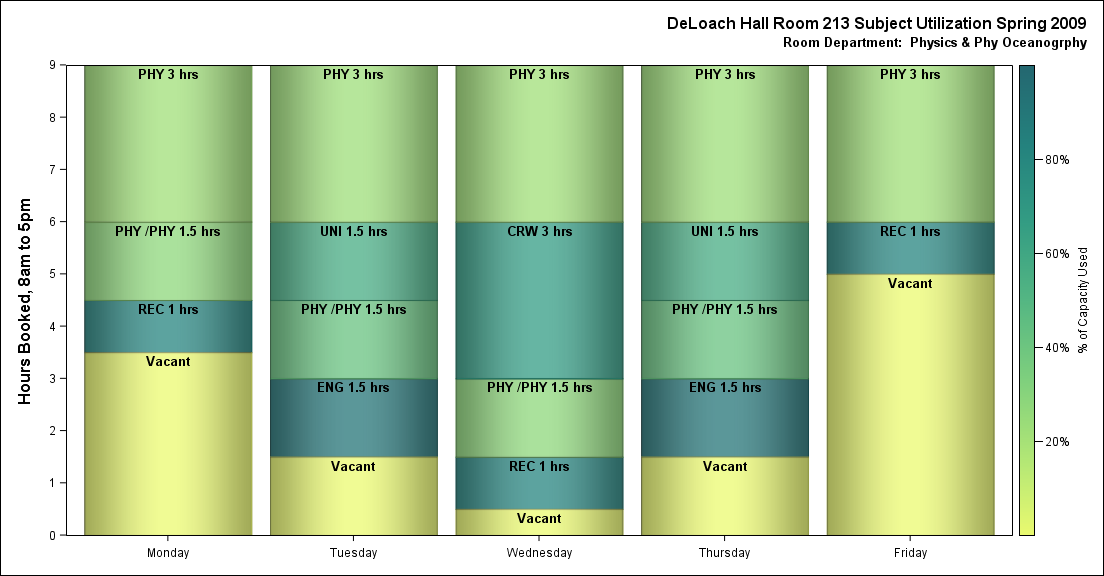 DeLoach Hall Room 213 Subject Utilization Spring 2009
Room Department:  Physics & Phy Oceanogrphy
Hours Booked, 8am to 5pm
9
8
7
6
5
4
3
2
1
0
PHY 3 hrs
PHY /PHY 1.5 hrs
REC 1 hrs
Vacant
Monday
PHY 3 hrs
UNI 1.5 hrs
PHY /PHY 1.5 hrs
ENG 1.5 hrs
Vacant
Tuesday
PHY 3 hrs
CRW 3 hrs
PHY /PHY 1.5 hrs
REC 1 hrs
Vacant
Wednesday
PHY 3 hrs
UNI 1.5 hrs
PHY /PHY 1.5 hrs
ENG 1.5 hrs
Vacant
Thursday
PHY 3 hrs
REC 1 hrs
Vacant
Friday
80%
60%
40%
20%
% of Capacity Used